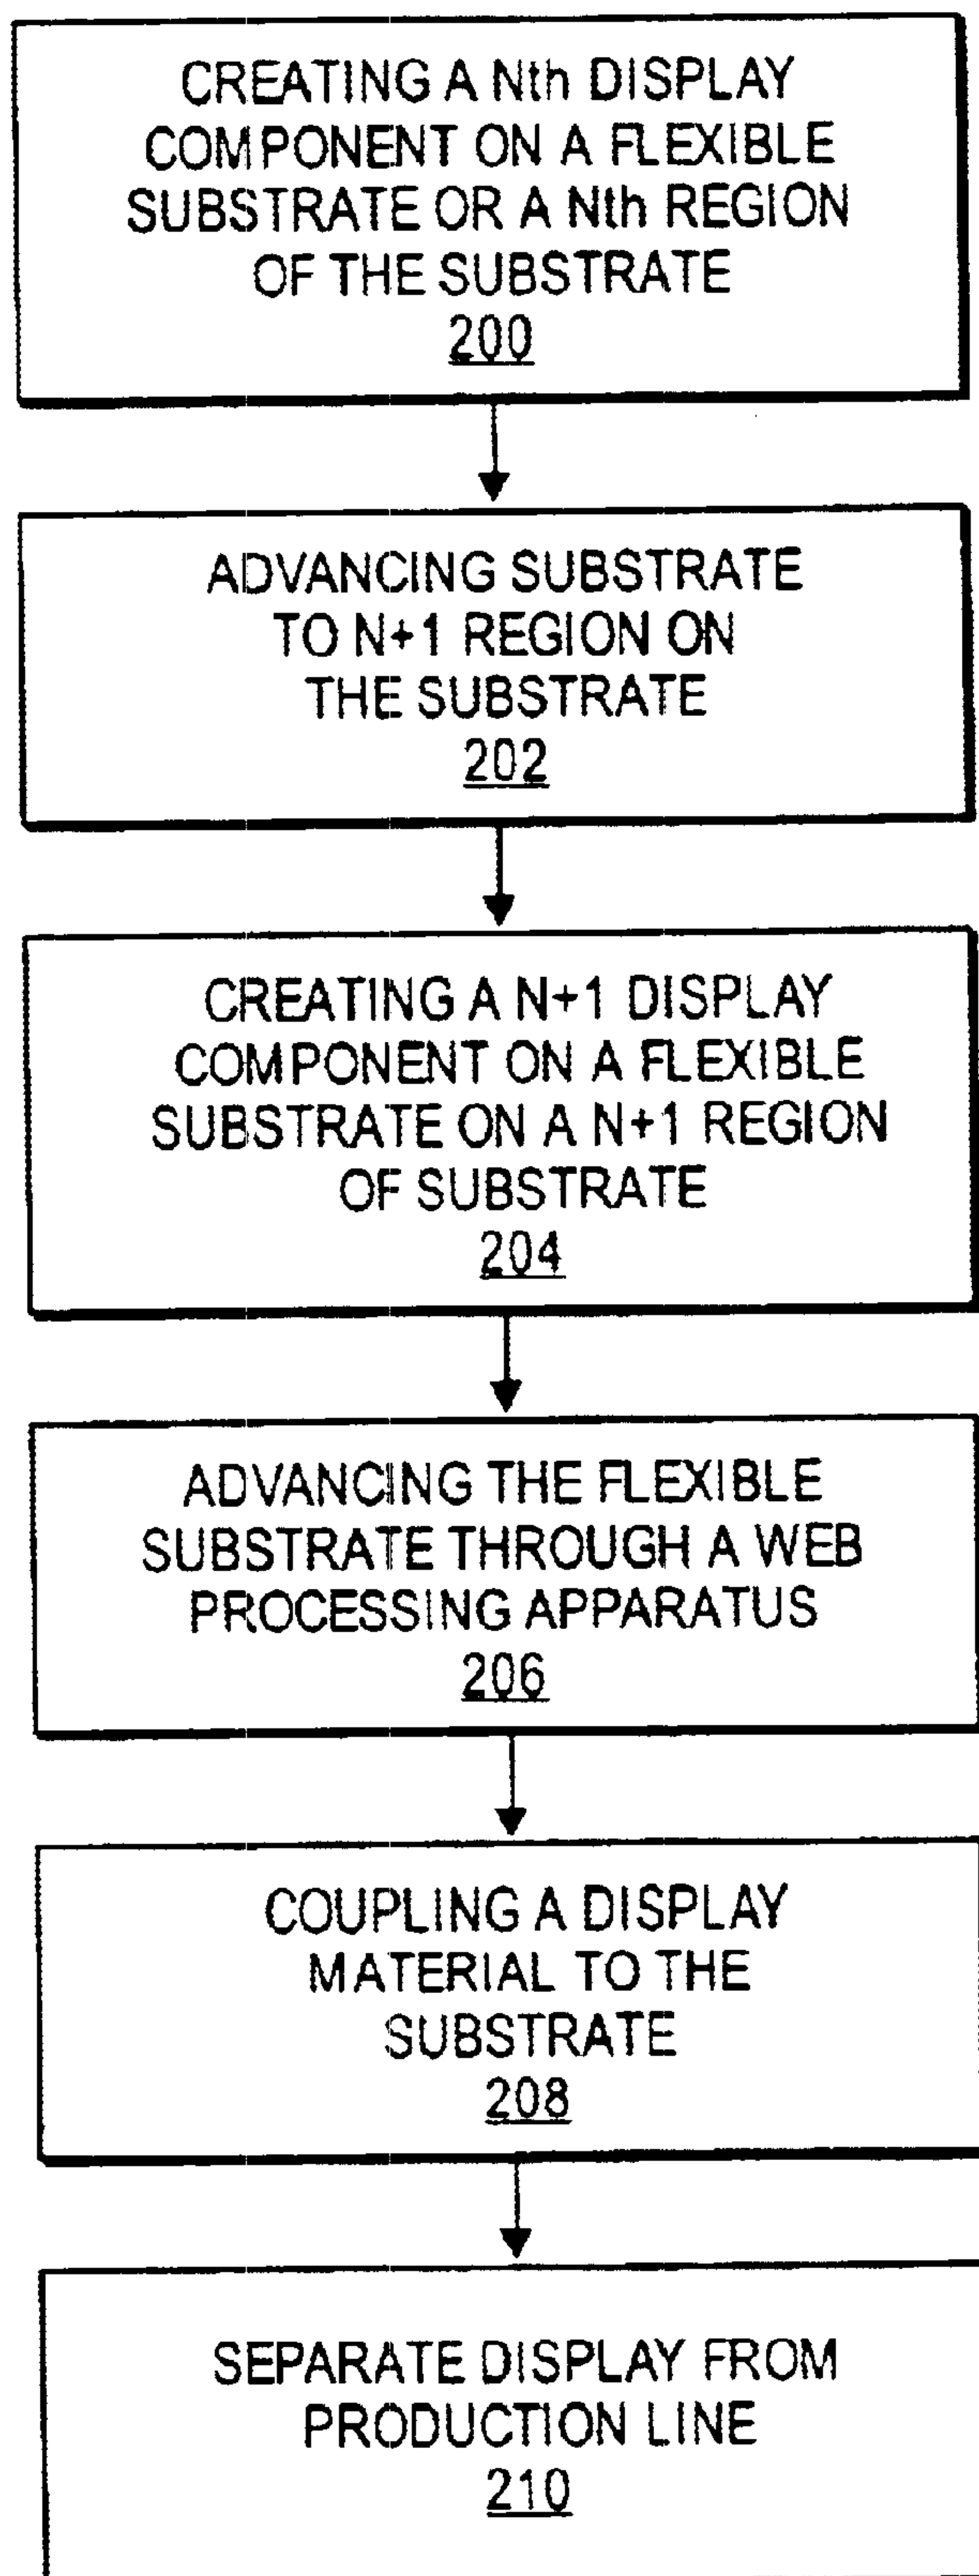 CREATING A Nth DISPLAY
COMPONENT ON A FLEXIBLE
SUBSTRATE OR A Nth REGION
OF THE SUBSTRATE
200
ADVANCING SUBSTRATE
TO N+1 REGION ON
THE SUBSTRATE
202
CREATING A N+1 DISPLAY
COMPONENT ON A FLEXIBLE
SUBSTRATE ON A N+1 REGION
OF SUBSTRATE
204
ADVANCING THE FLEXIBLE
SUBSTRATE THROUGH A WEB
PROCESSING APPARATUS
206
COUPLING A DISPLAY
MATERIAL TO THE
SUBSTRATE
208
SEPARATE DISPLAY FROM
PRODUCTION LINE
210